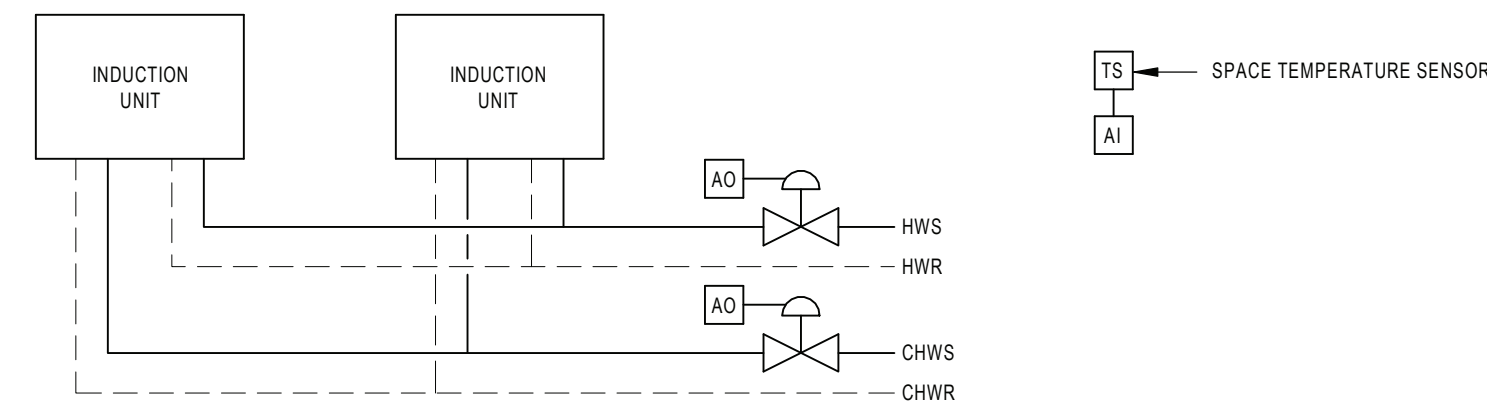 INDUCTION
UNIT
INDUCTION
UNIT
TS
SPACE TEMPERATURE SENSOR
AI
AO
HWS
HWR
AO
CHWS
CHWR